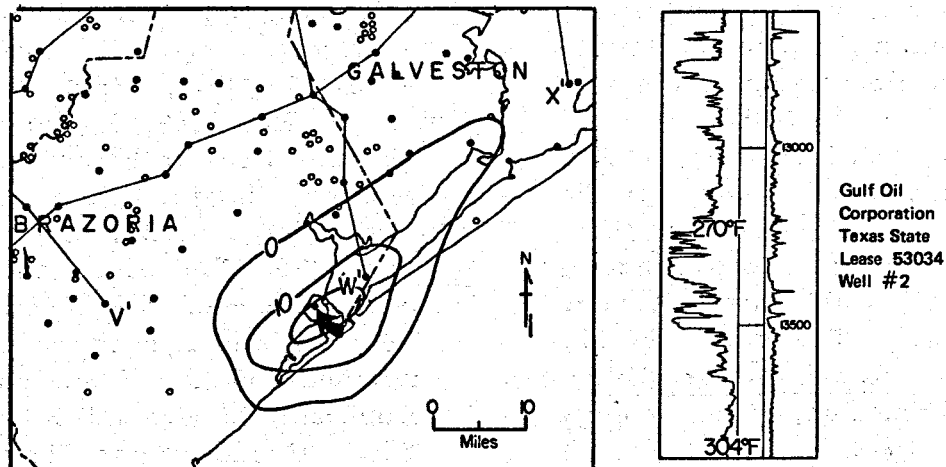 GALVESTON
X'
BRAZORIA
0
10
W'
V'
N
0 10
Miles
270°F
304°F
13000
13500
Gulf Oil
Corporation
Texas State
Lease 53034
Well #2